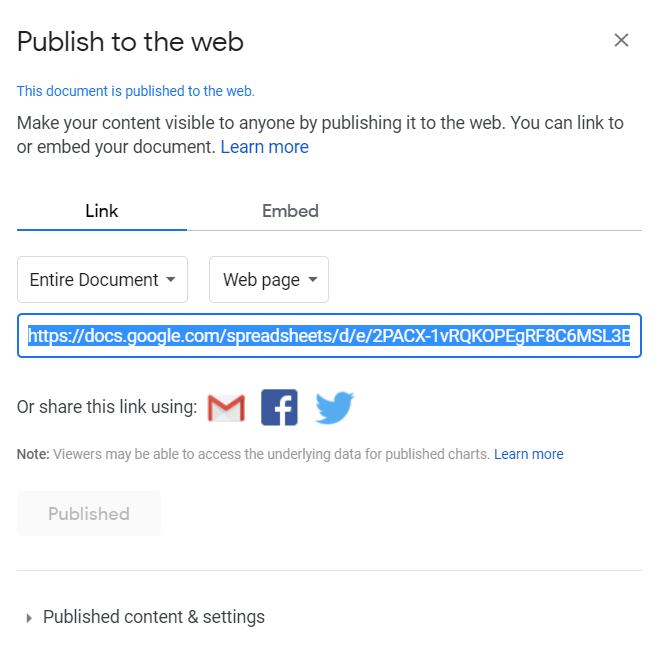 Publish to the web
This document is published to the web.
Make your content visible to anyone by publishing it to the web. You can link to
or embed your document. Learn more
Link Embed
Entire Document Web page
https://docs.google.com/spreadsheets/d/e/2PACX-1vRQKOPEgRF8C6MSL3B
Or share this link using:
Note: Viewers may be able to access the underlying data for published charts. Learn more
Published
Published content & settings